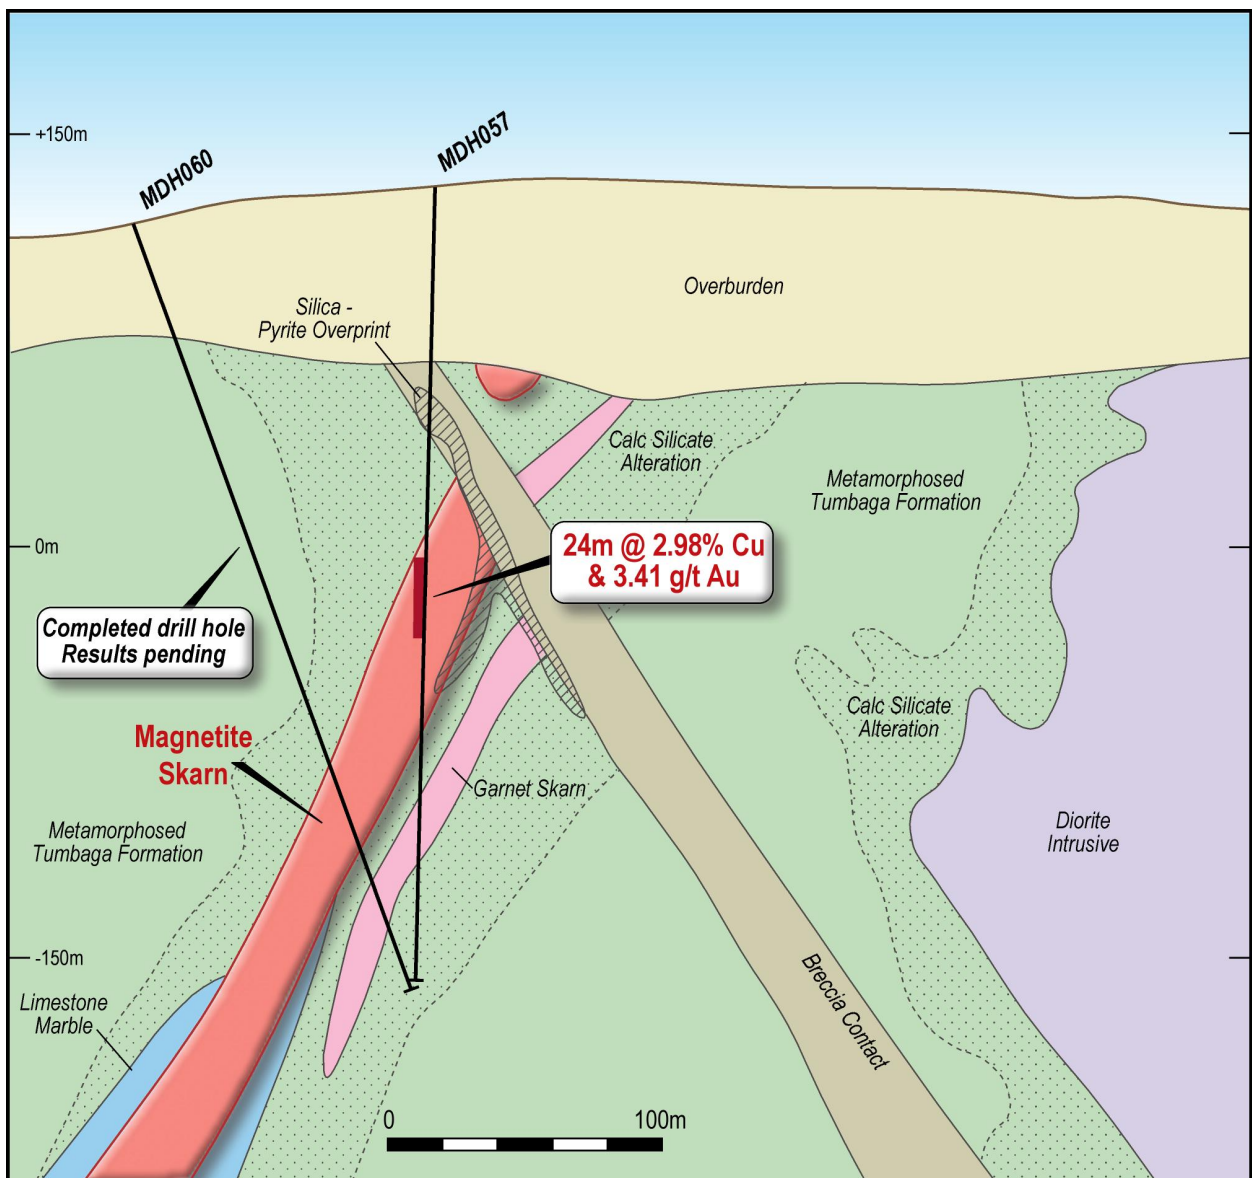 +150m
MDH060
MDH057
Overburden
Silica -
Pyrite Overprint
Calc Silicate
Alteration
Metamorphosed
Tumbaga Formation
0m
24m @ 2.98% Cu
& 3.41 g/t Au
Completed drill hole
Results pending
Magnetite
Skarn
Calc Silicate
Alteration
Garnet Skarn
Metamorphosed
Tumbaga Formation
Diorite
Intrusive
-150m
Limestone
Marble
Breccia Contact
0 100m